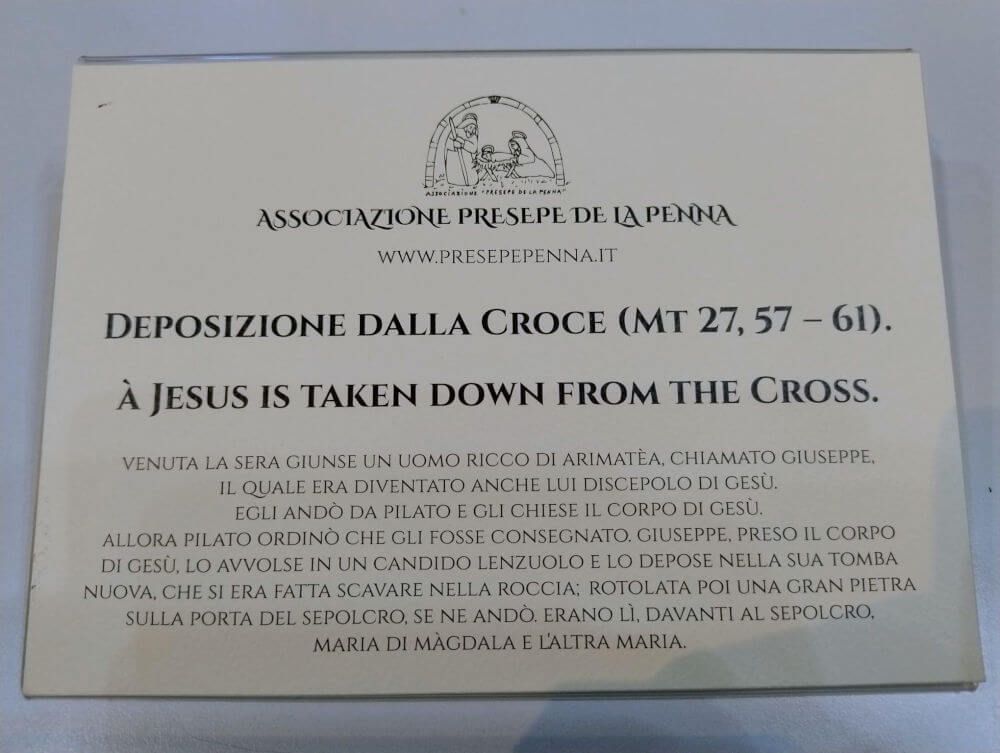 ASSOCIAZIONE "PRESEPE DE LA PENNA"
ASSOCIAZIONE PRESEPE DE LA PENNA
WWW.PRESEPEPENNA.IT
DEPOSIZIONE DALLA CROCE (MT 27, 57 – 61).
À JESUS IS TAKEN DOWN FROM THE CROSS.
VENUTA LA SERA GIUNSE UN UOMO RICCO DI ARIMATÈA, CHIAMATO GIUSEPPE,
IL QUALE ERA DIVENTATO ANCHE LUI DISCEPOLO DI GESÙ.
EGLI ANDÒ DA PILATO E GLI CHIESE IL CORPO DI GESÙ.
ALLORA PILATO ORDINÒ CHE GLI FOSSE CONSEGNATO. GIUSEPPE, PRESO IL CORPO
DI GESÙ, LO AVVOLSE IN UN CANDIDO LENZUOLO E LO DEPOSE NELLA SUA TOMBA
NUOVA, CHE SI ERA FATTA SCAVARE NELLA ROCCIA; ROTOLATA POI UNA GRAN PIETRA
SULLA PORTA DEL SEPOLCRO, SE NE ANDÒ. ERANO LÌ, DAVANTI AL SEPOLCRO,
MARIA DI MÀGDALA E L'ALTRA MARIA.